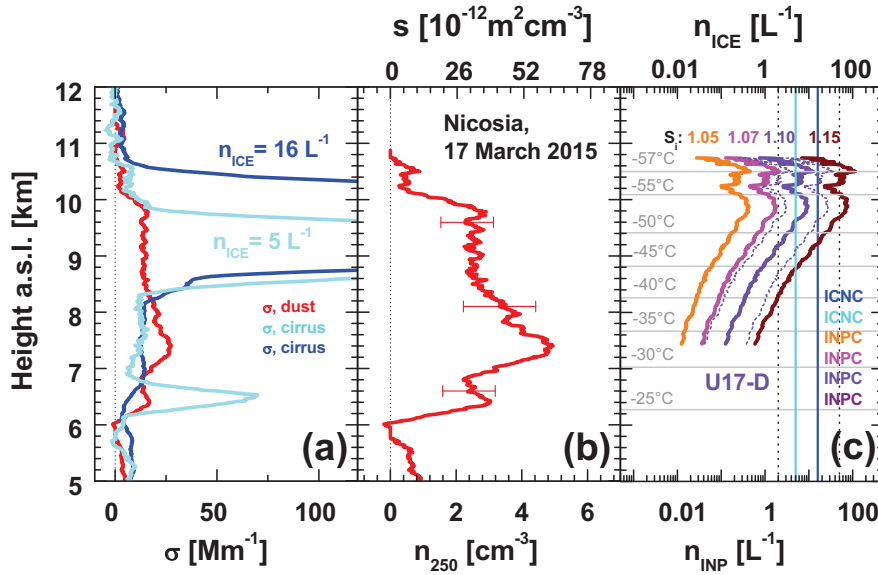 s [10⁻¹²m²cm⁻³]
n_ICE [L⁻¹]
0 26 52 78
0.01 1 4 50 100
12
11
10
9
8
7
6
5
Height a.s.l. [km]
n_ICE= 16 L⁻¹
n_ICE= 5 L⁻¹
σ, dust
σ, cirrus
σ, cirrus
(a)
0 50 100
σ [Mm⁻¹]
Nicosia,
17 March 2015
(b)
0 2 4 6
n₂₅₀ [cm⁻³]
S_i: 1.05 1.07 1.10 1.15
-57°C
-55°C
-50°C
-45°C
-40°C
-35°C
-30°C
-25°C
ICNC
ICNC
INPC
INPC
INPC
INPC
U17-D
(c)
0.01 1 100
n_INP [L⁻¹]